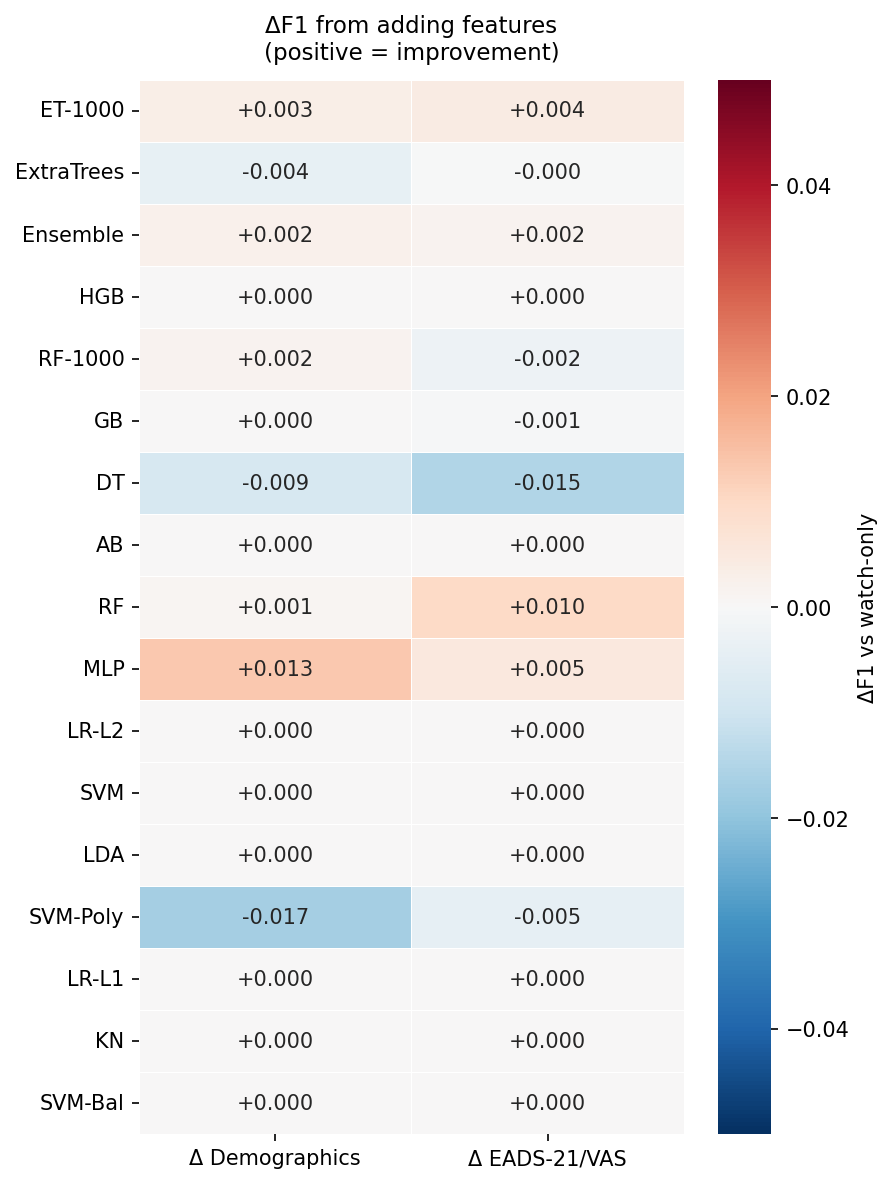 ΔF1 from adding features
(positive = improvement)
ET-1000 +0.003 +0.004
ExtraTrees -0.004 -0.000
Ensemble +0.002 +0.002
HGB +0.000 +0.000
RF-1000 +0.002 -0.002
GB +0.000 -0.001
DT -0.009 -0.015
AB +0.000 +0.000
RF +0.001 +0.010
MLP +0.013 +0.005
LR-L2 +0.000 +0.000
SVM +0.000 +0.000
LDA +0.000 +0.000
SVM-Poly -0.017 -0.005
LR-L1 +0.000 +0.000
KN +0.000 +0.000
SVM-Bal +0.000 +0.000
Δ Demographics Δ EADS-21/VAS
0.04
0.02
0.00
−0.02
−0.04
ΔF1 vs watch-only